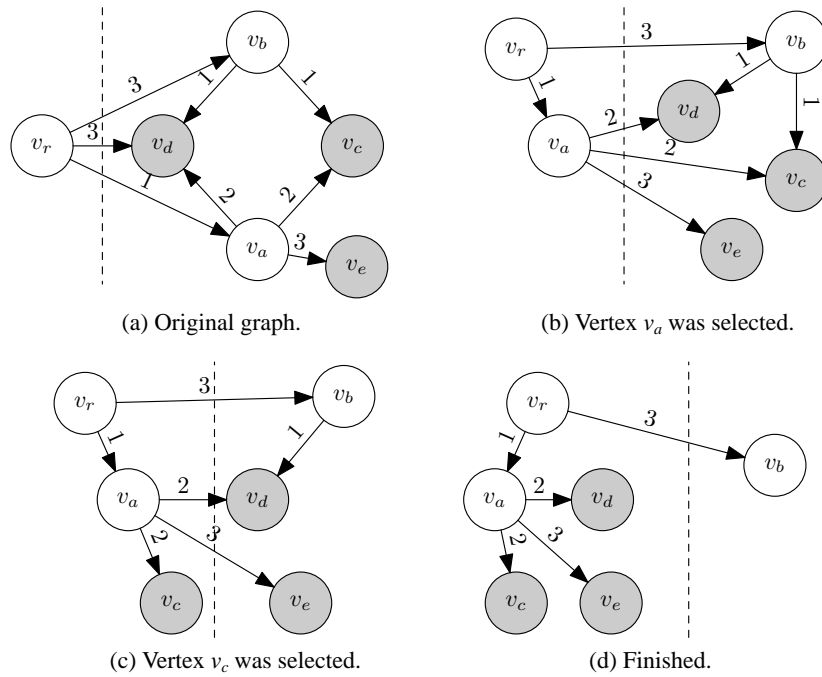 v_b
3
1
1
v_r
3
v_d
v_c
1
2
2
v_a
3
v_e
(a) Original graph.
v_r
3
v_b
1
1
v_d
2
1
v_a
2
v_c
3
v_e
(b) Vertex v_a was selected.
v_r
3
v_b
1
1
v_a
2
v_d
2
3
v_c
v_e
(c) Vertex v_c was selected.
v_r
3
1
v_b
v_a
2
v_d
2
3
v_c
v_e
(d) Finished.